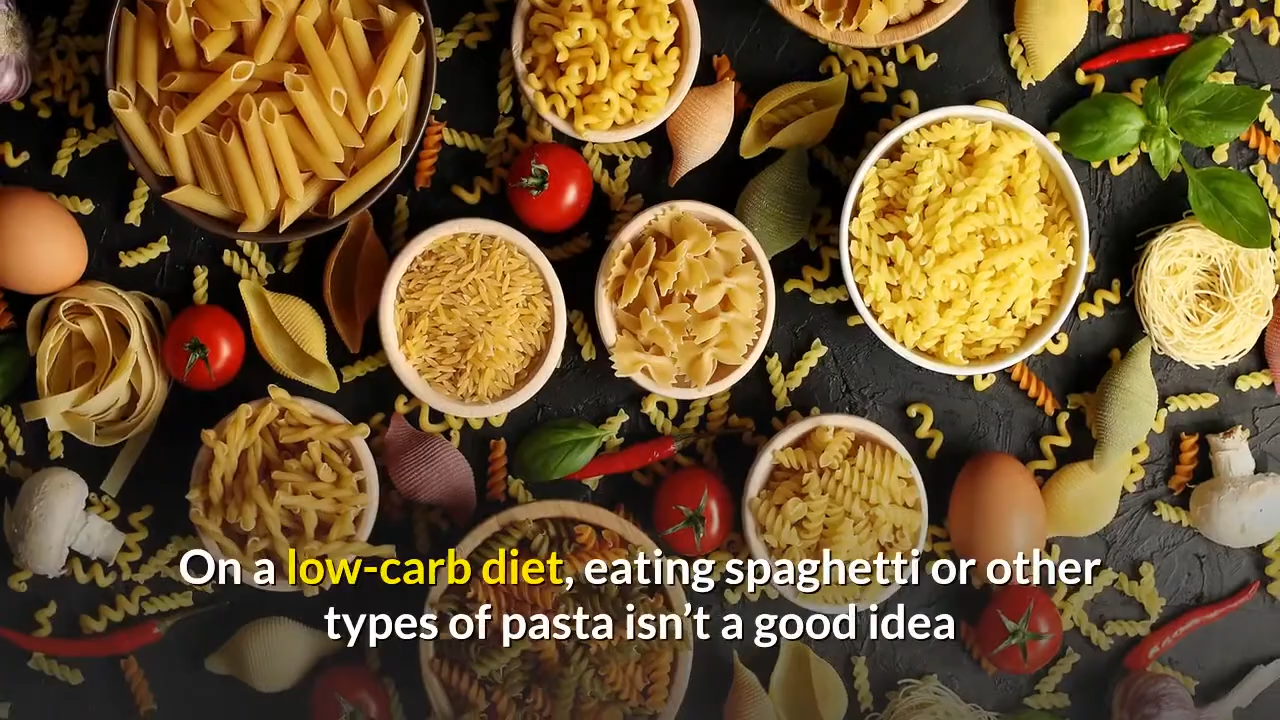 On a low-carb diet, eating spaghetti or other
types of pasta isn’t a good idea